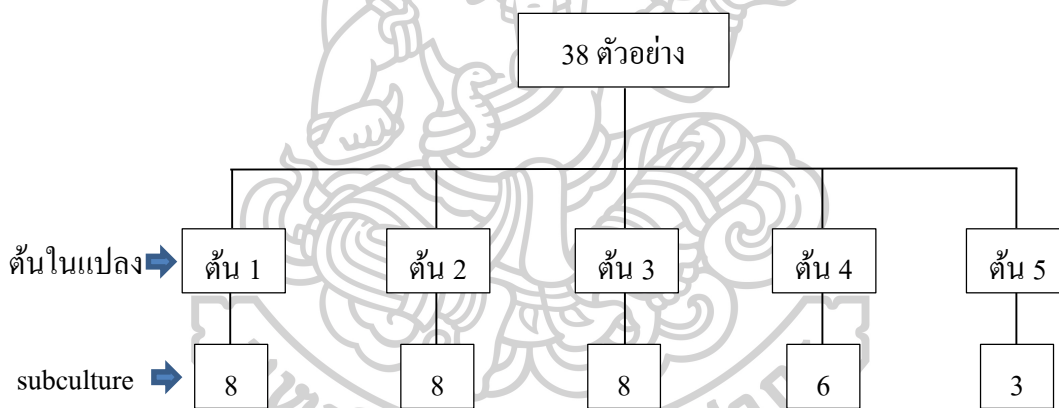 38 ตัวอย่าง
ต้นในแปลง ต้น 1 ต้น 2 ต้น 3 ต้น 4 ต้น 5
subculture 8 8 8 6 3